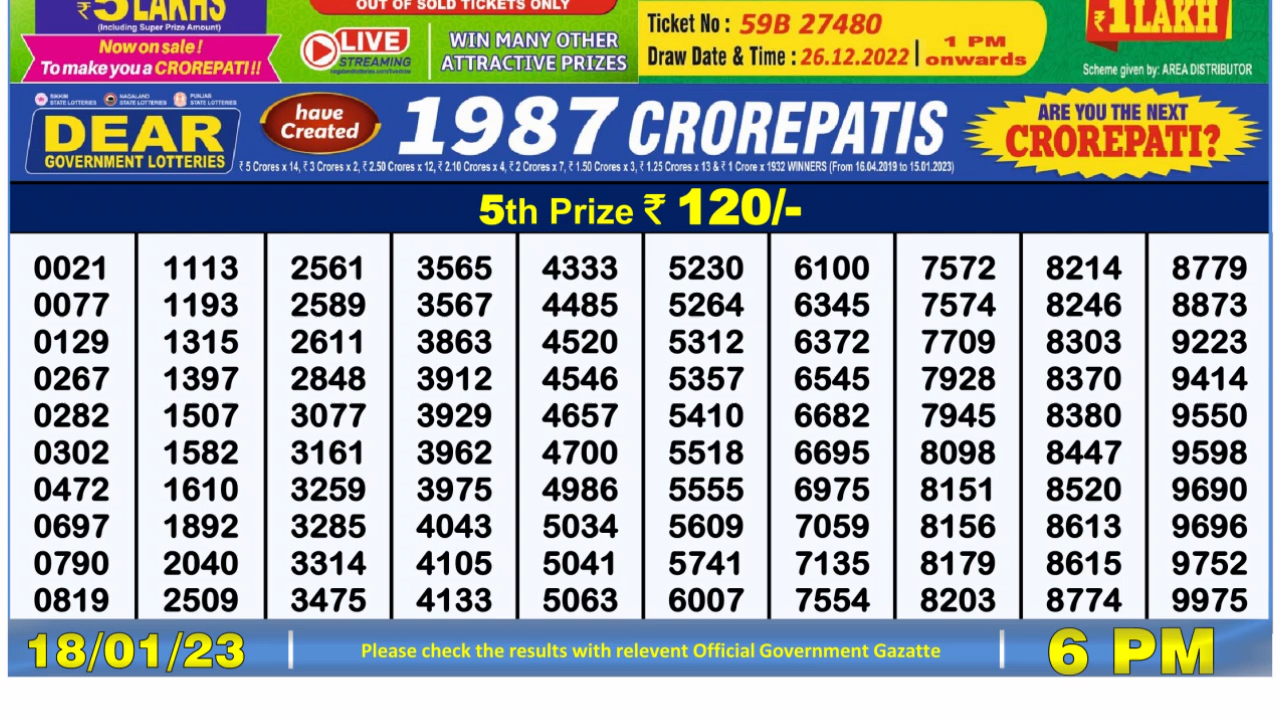 ₹5 LAKHS
(Including Super Prize Amount)
Now on sale !
To make you a CROREPATI !!
OUT OF SOLD TICKETS ONLY
LIVE
STREAMING
WIN MANY OTHER
ATTRACTIVE PRIZES
Ticket No : 59B 27480
Draw Date & Time : 26.12.2022 | 1 PM onwards
₹1 LAKH
Scheme given by: AREA DISTRIBUTOR
SIKKIM STATE LOTTERIES NAGALAND STATE LOTTERIES PUNJAB STATE LOTTERIES
DEAR
GOVERNMENT LOTTERIES
have
Created
1987 CROREPATIS
₹ 5 Crores x 14, ₹ 3 Crores x 2, ₹ 2.50 Crores x 12, ₹ 2.10 Crores x 4, ₹ 2 Crores x 7, ₹ 1.50 Crores x 3, ₹ 1.25 Crores x 13 & ₹ 1 Crore x 1932 WINNERS (From 16.04.2019 to 15.01.2023)
ARE YOU THE NEXT
CROREPATI?
5th Prize ₹ 120/-
0021 1113 2561 3565 4333 5230 6100 7572 8214 8779
0077 1193 2589 3567 4485 5264 6345 7574 8246 8873
0129 1315 2611 3863 4520 5312 6372 7709 8303 9223
0267 1397 2848 3912 4546 5357 6545 7928 8370 9414
0282 1507 3077 3929 4657 5410 6682 7945 8380 9550
0302 1582 3161 3962 4700 5518 6695 8098 8447 9598
0472 1610 3259 3975 4986 5555 6975 8151 8520 9690
0697 1892 3285 4043 5034 5609 7059 8156 8613 9696
0790 2040 3314 4105 5041 5741 7135 8179 8615 9752
0819 2509 3475 4133 5063 6007 7554 8203 8774 9975
18/01/23 | Please check the results with relevent Official Government Gazatte | 6 PM